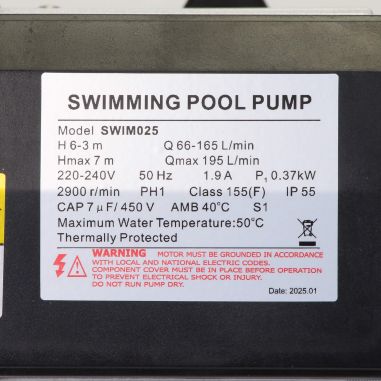 SWIMMING POOL PUMP
Model SWIM025
H 6-3 m Q 66-165 L/min
Hmax 7 m Qmax 195 L/min
220-240V 50 Hz 1.9 A P₁ 0.37kW
2900 r/min PH1 Class 155(F) IP 55
CAP 7μF/ 450 V AMB 40°C S1
Maximum Water Temperature:50°C
Thermally Protected
WARNING MOTOR MUST BE GROUNDED IN ACCORDANCE
WITH LOCAL AND NATIONAL ELECTRIC CODES.
COMPONENT COVER MUST BE IN PLACE BEFORE OPERATION
TO PREVENT ELECTRICAL SHOCK OR INJURY.
DO NOT RUN PUMP DRY.
Date: 2025.01